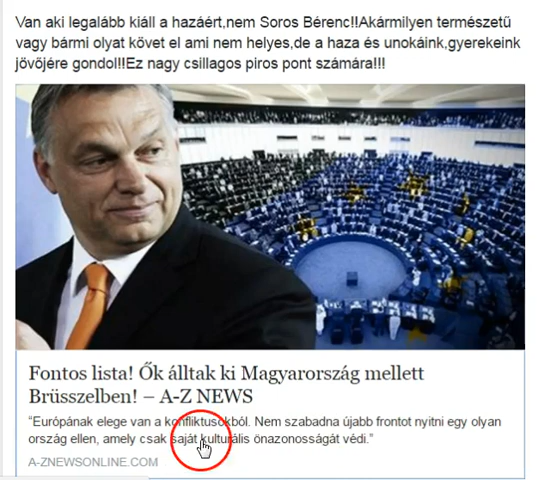 Van aki legalább kiáll a hazáért,nem Soros Bérenc!!Akármilyen természetű
vagy bármi olyat követ el ami nem helyes,de a haza és unokáink,gyerekeink
jövőjére gondol!!Ez nagy csillagos piros pont számára!!!
Fontos lista! Ők álltak ki Magyarország mellett
Brüsszelben! – A-Z NEWS
“Európának elege van a konfliktusokból. Nem szabadna újabb frontot nyitni egy olyan
ország ellen, amely csak saját kulturális önazonosságát védi.”
A-ZNEWSONLINE.COM